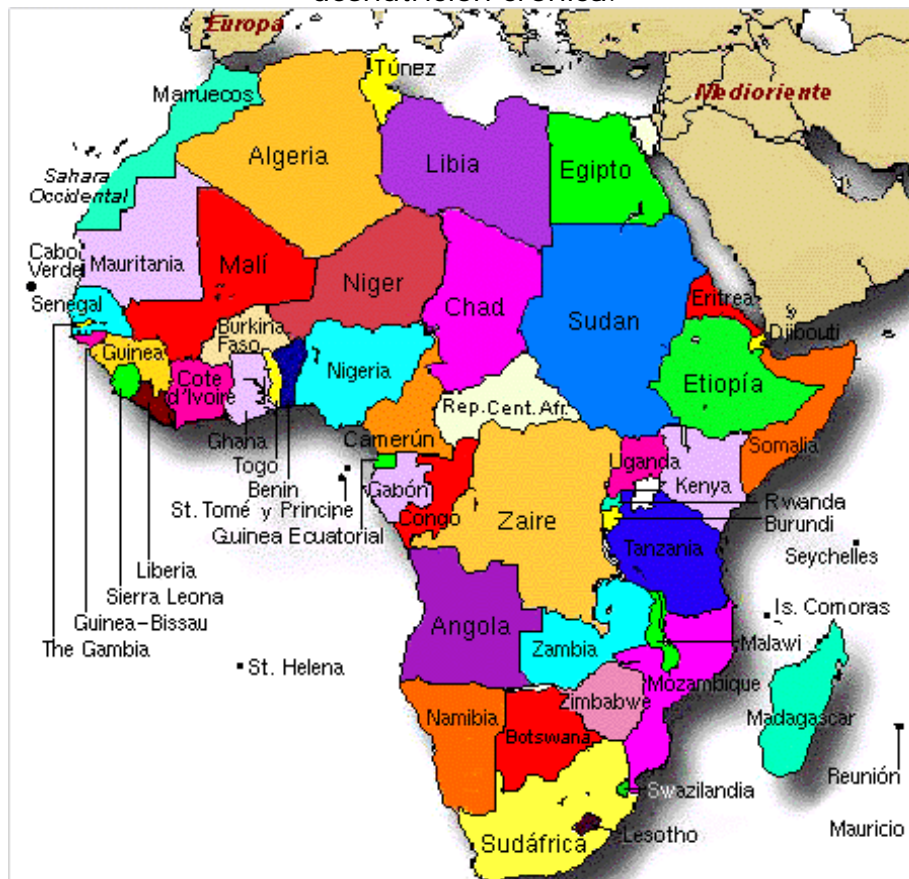 desnutrición crónica.
Europa
Túnez
Marruecos
Medioriente
Algeria
Libia
Egipto
Sahara
Occidental
Cabo
Verde
Mauritania
Malí
Niger
Chad
Sudan
Eritrea
Senegal
Djibouti
Burkina
Faso
Guinea
Nigeria
Etiopía
Cote
d'Ivoire
Rep.Cent.Afr.
Ghana
Camerún
Somalia
Togo
Uganda
Kenya
Benin
Gabón
St. Tomé y Principe
Congo
Zaire
Rwanda
Guinea Ecuatorial
Burundi
Tanzania
Seychelles
Liberia
Sierra Leona
Is. Comoras
Guinea-Bissau
Angola
The Gambia
Zambia
Malawi
St. Helena
Mozambique
Zimbabwe
Namibia
Madagascar
Botswana
Reunión
Swazilandia
Mauricio
Sudáfrica
Lesotho